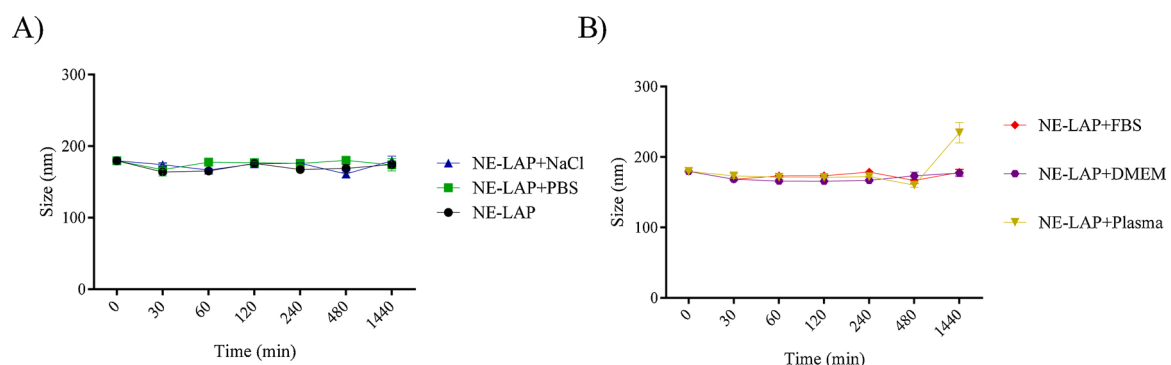 A)
300
200
100
0
Size (nm)
0 30 60 120 240 480 1440
Time (min)
NE-LAP+NaCl
NE-LAP+PBS
NE-LAP
B)
300
200
100
0
Size (nm)
0 30 60 120 240 480 1440
Time (min)
NE-LAP+FBS
NE-LAP+DMEM
NE-LAP+Plasma